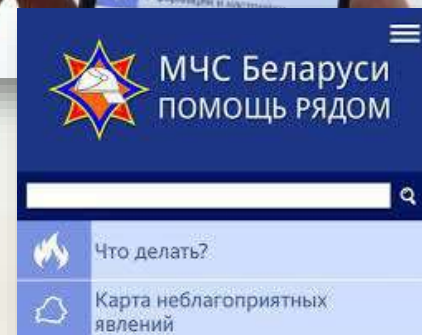 МЧС Беларуси
ПОМОЩЬ РЯДОМ
Что делать?
Карта неблагоприятных
явлений